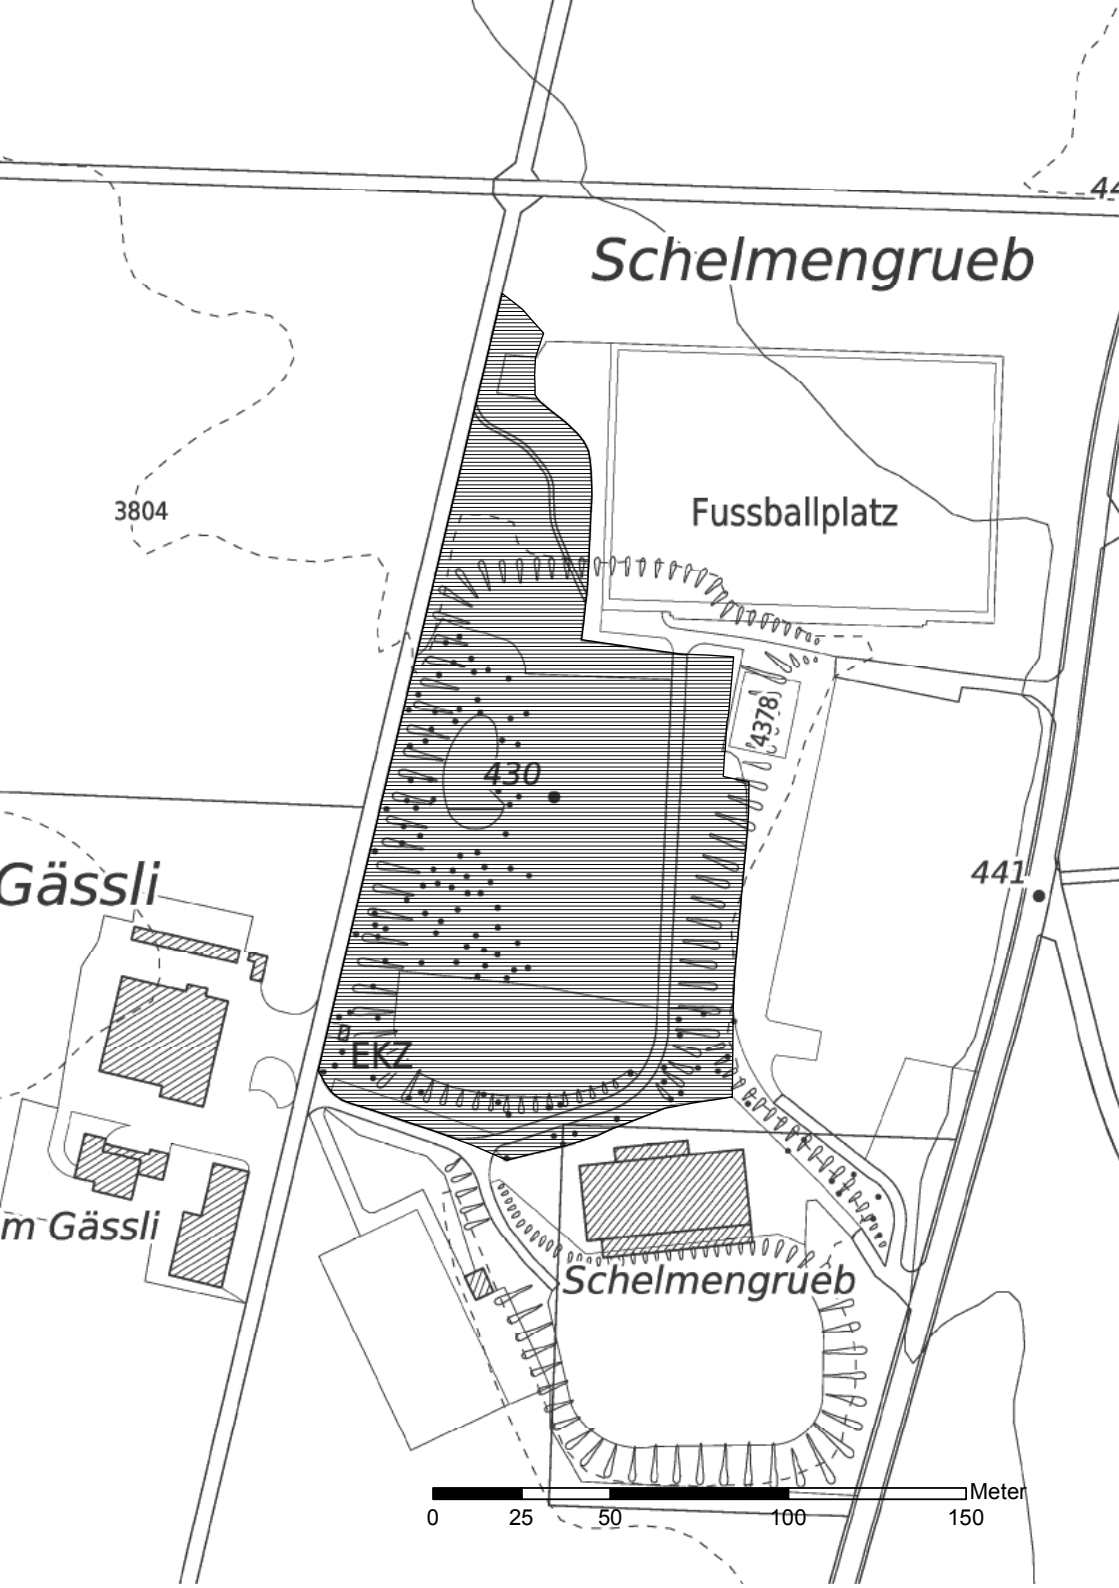 44
Schelmengrueb
3804
Fussballplatz
4378
430
Gässli
441
EKZ
m Gässli
Schelmengrueb
Meter
0 25 50 100 150